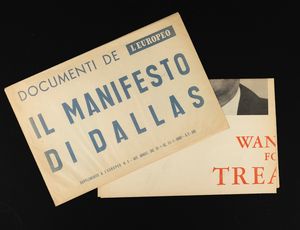 DOCUMENTI DE L'EUROPEO
IL MANIFESTO
DI DALLAS
WAN
FO
TREA